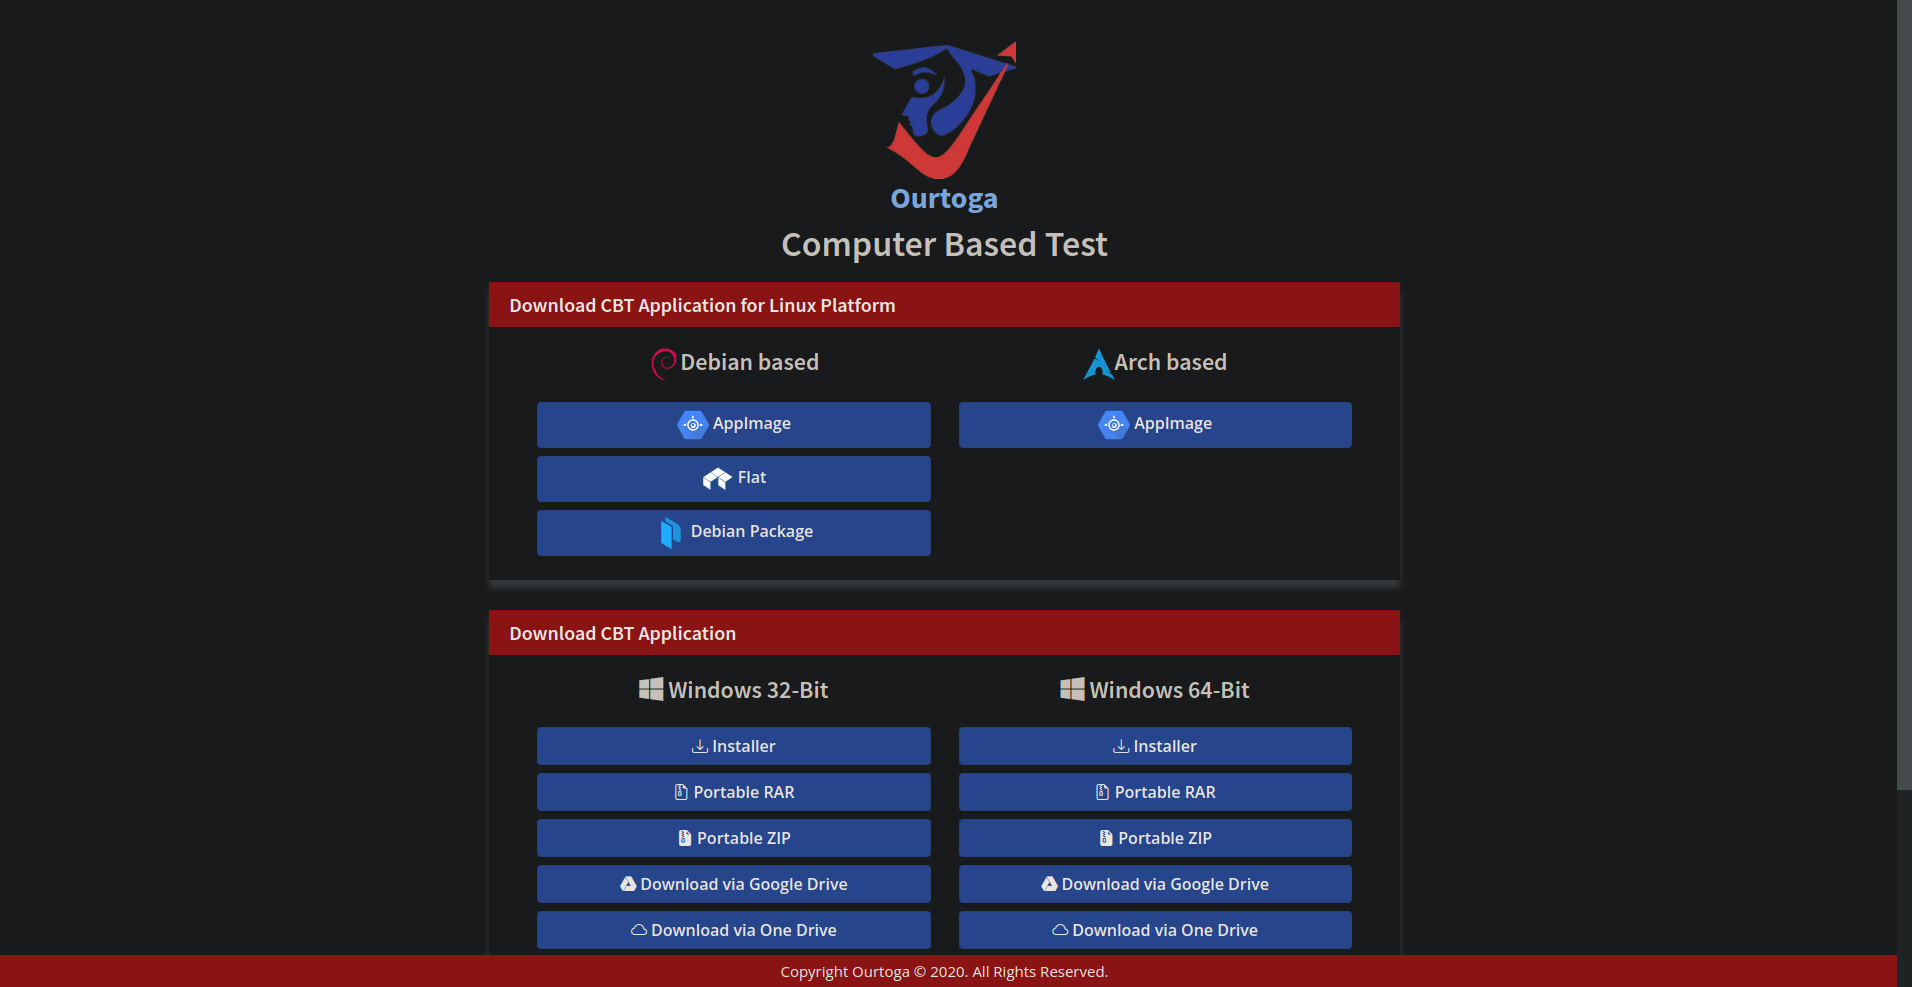 Ourtoga
Computer Based Test
Download CBT Application for Linux Platform
Debian based
AppImage
Flat
Debian Package
Arch based
AppImage
Download CBT Application
Windows 32-Bit
Installer
Portable RAR
Portable ZIP
Download via Google Drive
Download via One Drive
Windows 64-Bit
Installer
Portable RAR
Portable ZIP
Download via Google Drive
Download via One Drive
Copyright Ourtoga © 2020. All Rights Reserved.